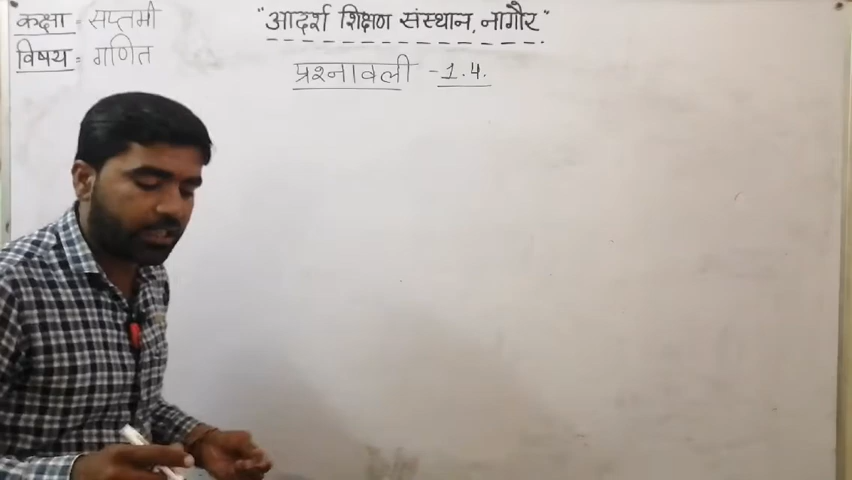 कक्षा - सप्तमी
"आदर्श शिक्षण संस्थान, नागौर"
विषय - गणित
प्रश्नावली - 1.4.